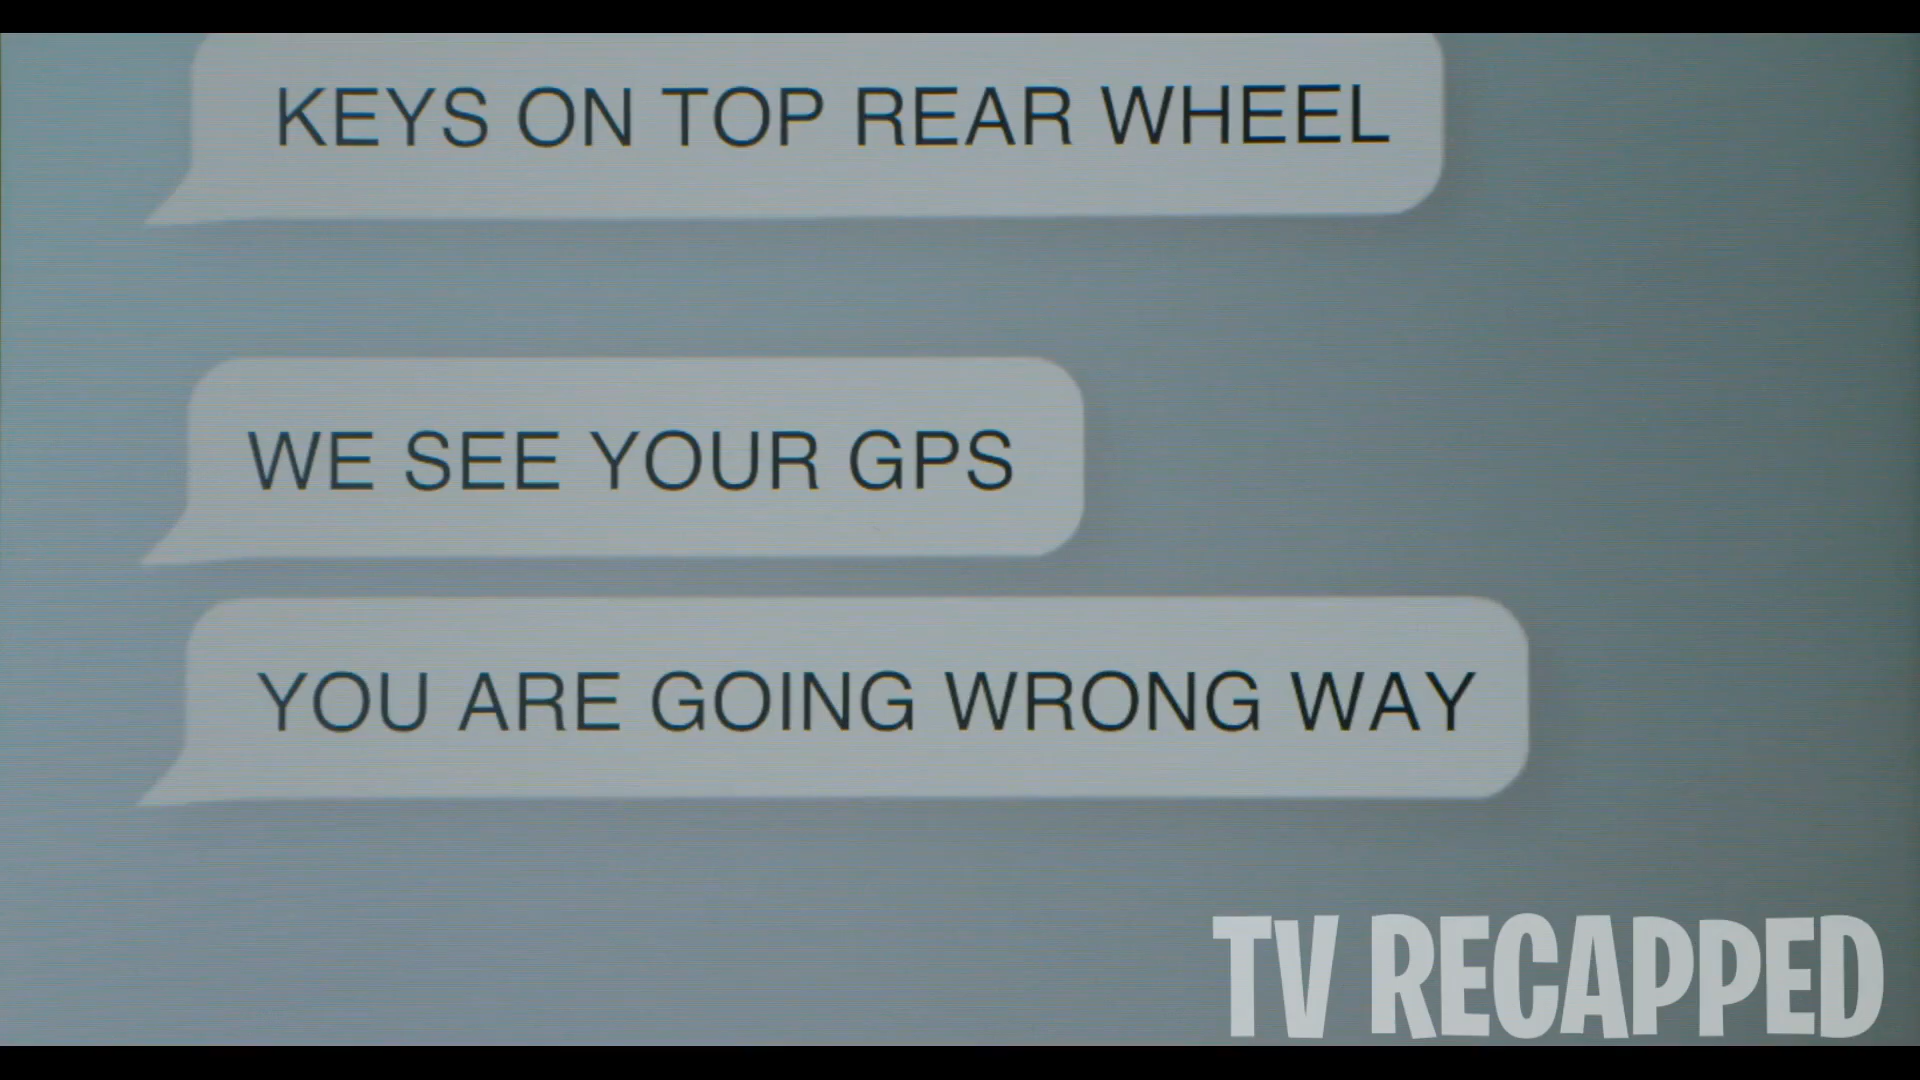 KEYS ON TOP REAR WHEEL
WE SEE YOUR GPS
YOU ARE GOING WRONG WAY
TV RECAPPED